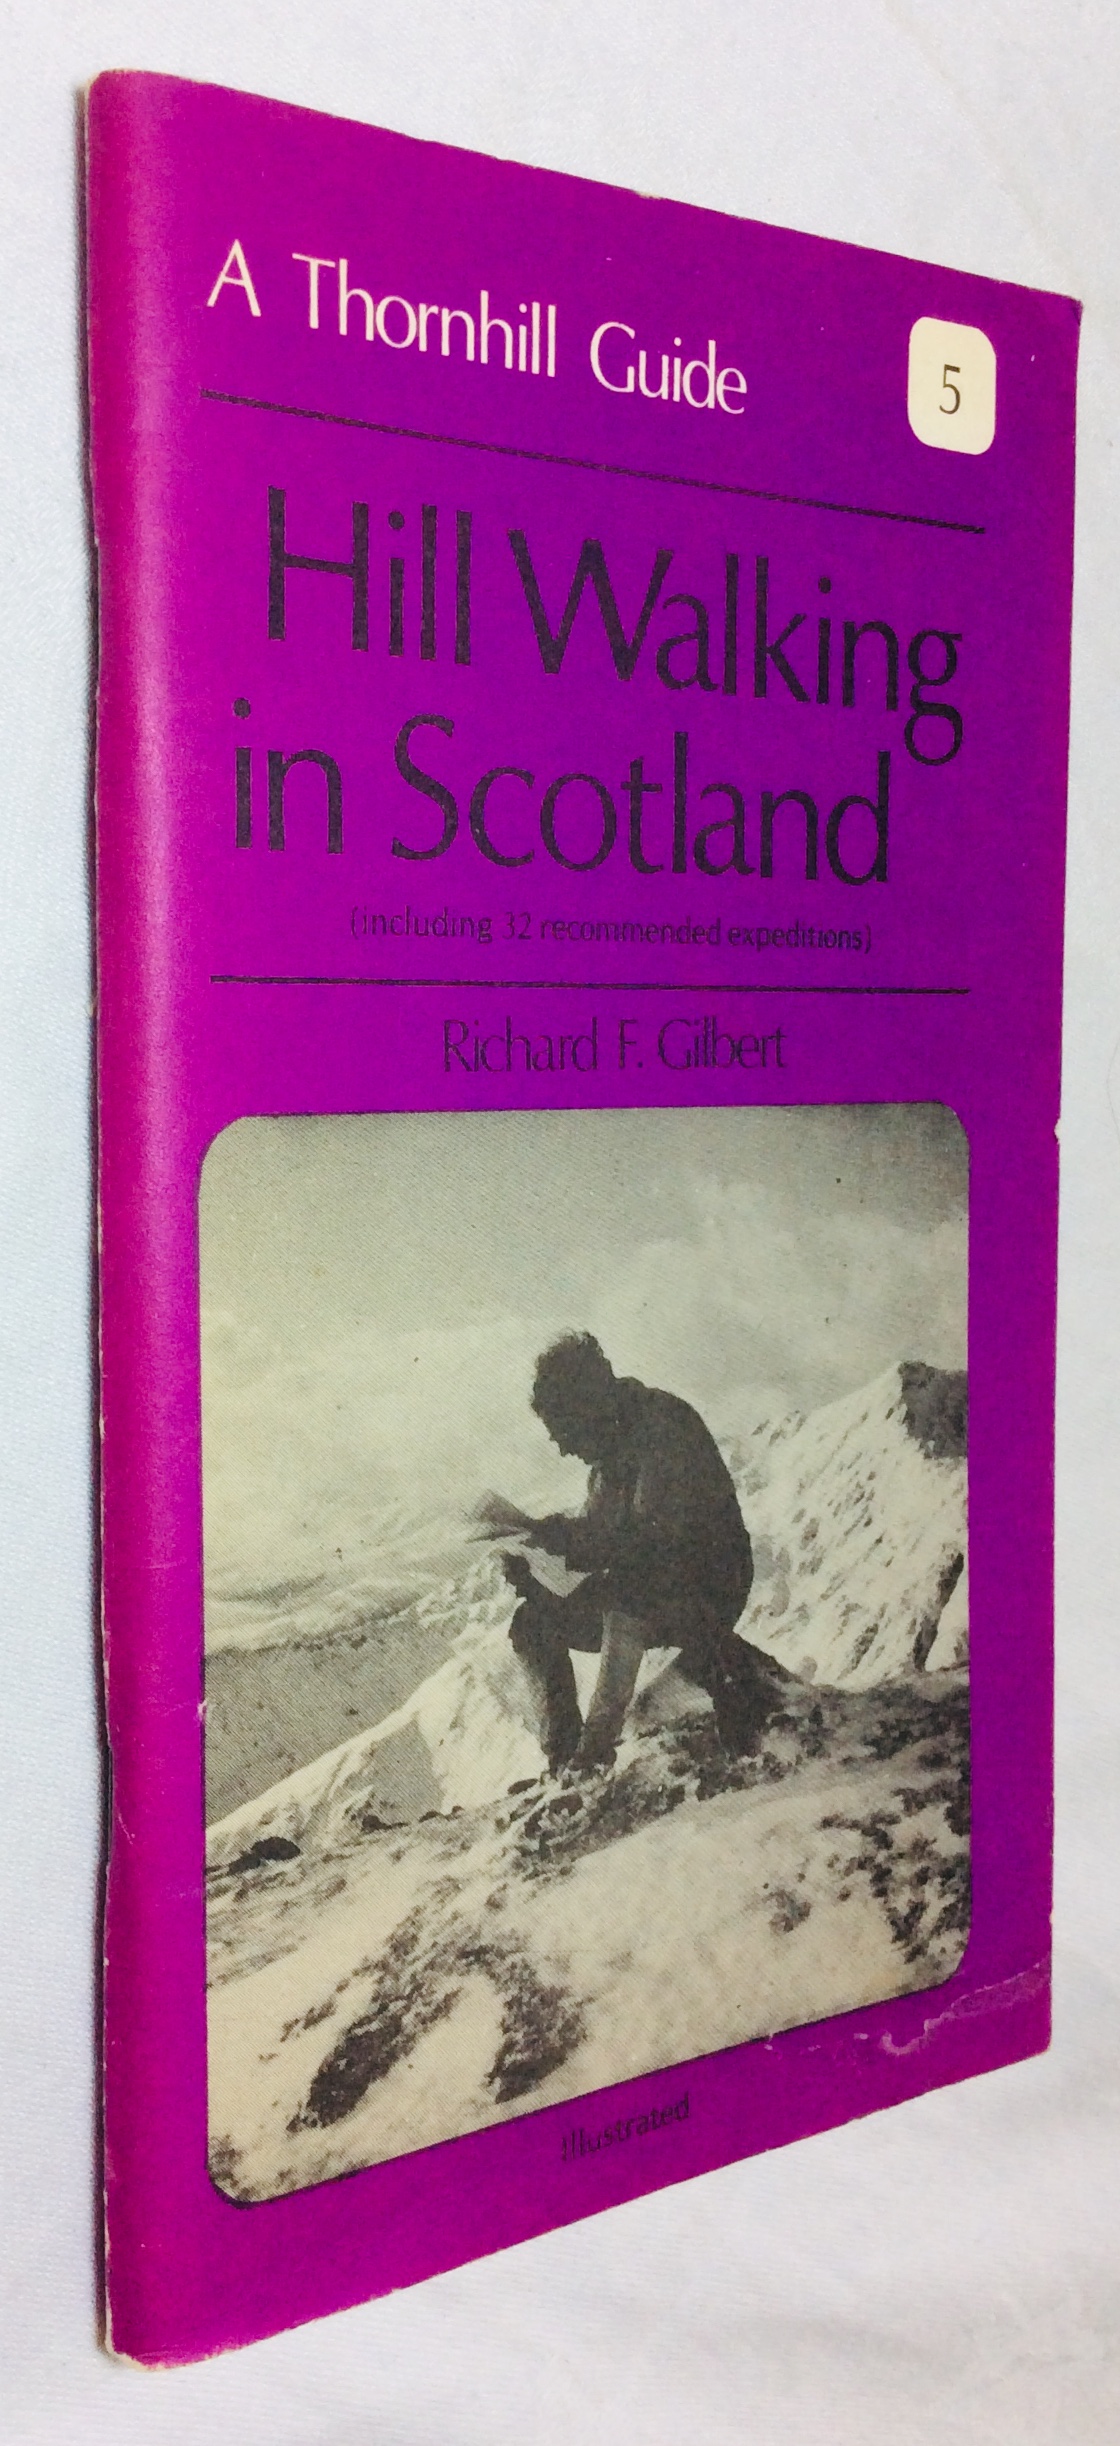 A Thornhill Guide
5
Hill Walking
in Scotland
(including 32 recommended expeditions)
Richard F. Gilbert
Illustrated